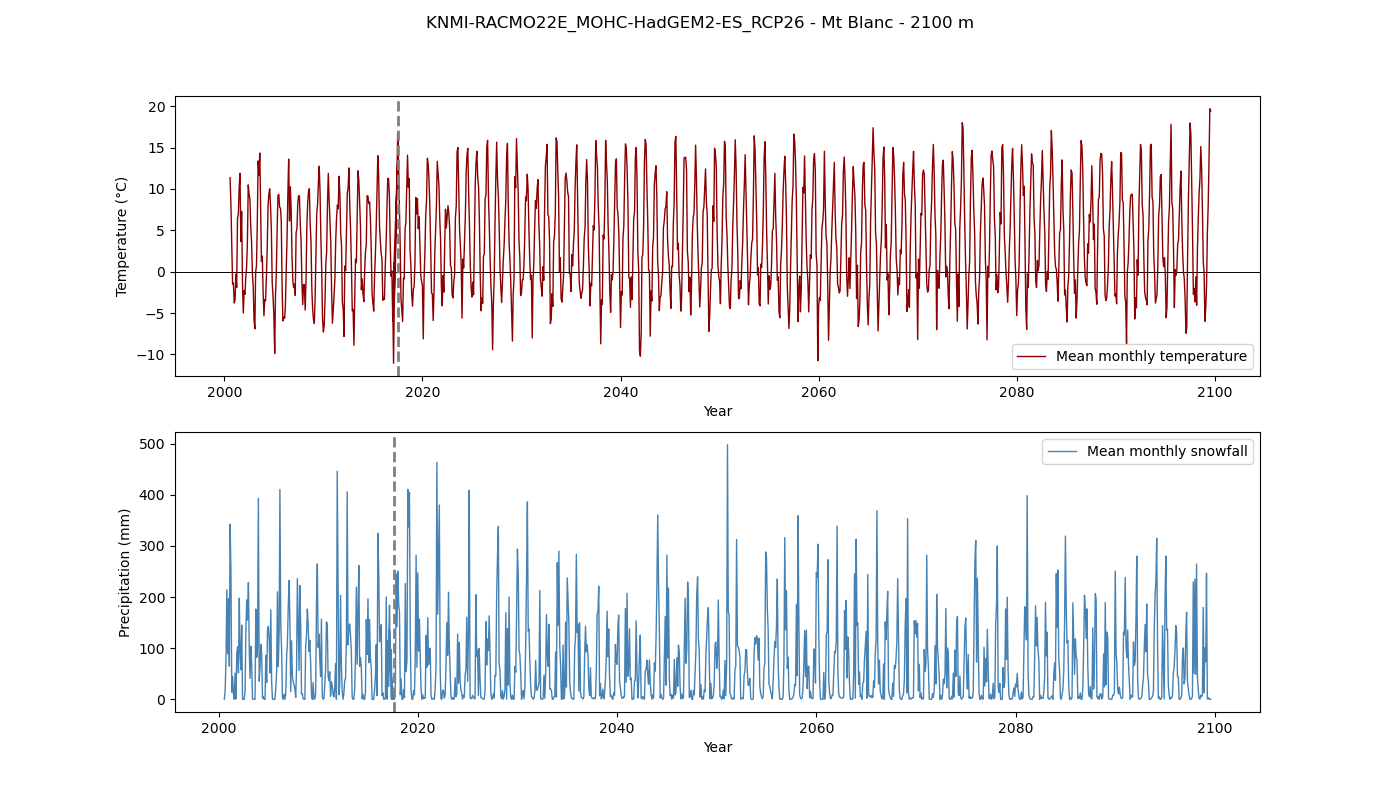 KNMI-RACMO22E_MOHC-HadGEM2-ES_RCP26 - Mt Blanc - 2100 m
20
15
10
5
0
−5
−10
Temperature (°C)
Mean monthly temperature
2000 2020 2040 2060 2080 2100
Year
500
400
300
200
100
0
Precipitation (mm)
Mean monthly snowfall
2000 2020 2040 2060 2080 2100
Year